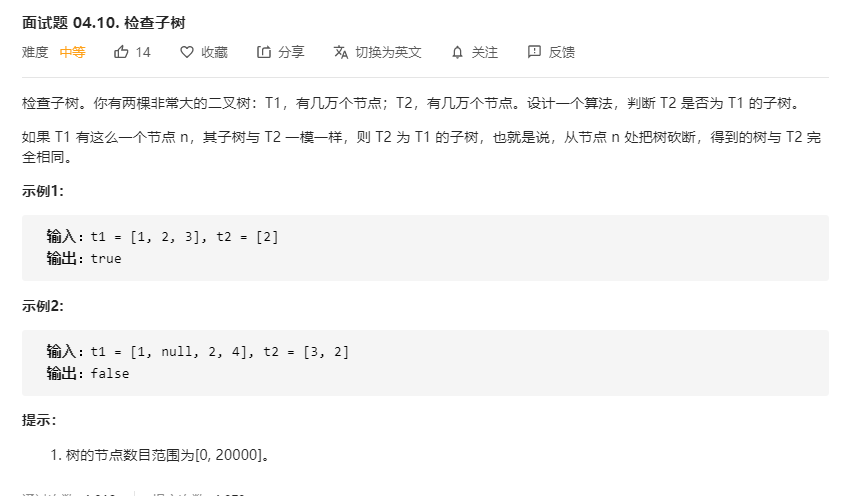 面试题 04.10. 检查子树
难度 中等 14 收藏 分享 切换为英文 关注 反馈
检查子树。你有两棵非常大的二叉树：T1，有几万个节点；T2，有几万个节点。设计一个算法，判断 T2 是否为 T1 的子树。
如果 T1 有这么一个节点 n，其子树与 T2 一模一样，则 T2 为 T1 的子树，也就是说，从节点 n 处把树砍断，得到的树与 T2 完
全相同。
示例1:
输入：t1 = [1, 2, 3], t2 = [2]
输出：true
示例2:
输入：t1 = [1, null, 2, 4], t2 = [3, 2]
输出：false
提示：
1. 树的节点数目范围为[0, 20000]。